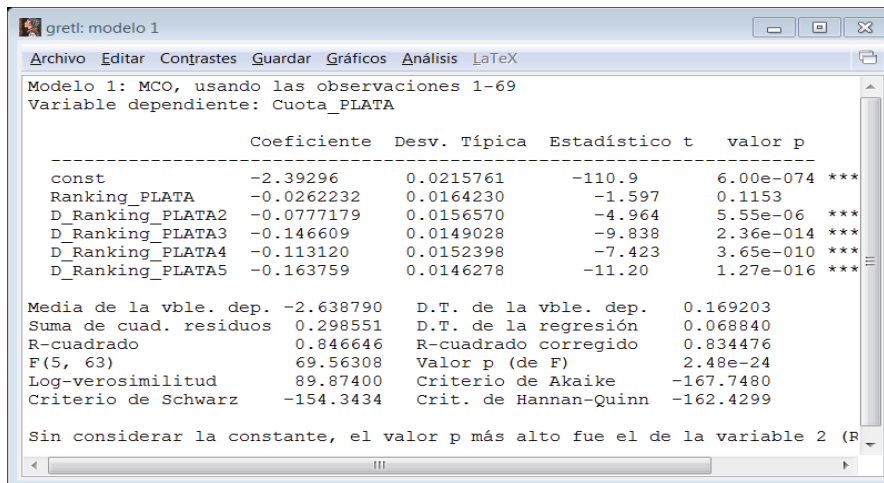 gretl: modelo 1
Archivo Editar Contrastes Guardar Gráficos Análisis LaTeX
Modelo 1: MCO, usando las observaciones 1-69
Variable dependiente: Cuota_PLATA
Coeficiente Desv. Típica Estadístico t valor p
------------------------------------------------------------------------
const -2.39296 0.0215761 -110.9 6.00e-074 ***
Ranking_PLATA -0.0262232 0.0164230 -1.597 0.1153
D_Ranking_PLATA2 -0.0777179 0.0156570 -4.964 5.55e-06 ***
D_Ranking_PLATA3 -0.146609 0.0149028 -9.838 2.36e-014 ***
D_Ranking_PLATA4 -0.113120 0.0152398 -7.423 3.65e-010 ***
D_Ranking_PLATA5 -0.163759 0.0146278 -11.20 1.27e-016 ***
Media de la vble. dep. -2.638790 D.T. de la vble. dep. 0.169203
Suma de cuad. residuos 0.298551 D.T. de la regresión 0.068840
R-cuadrado 0.846646 R-cuadrado corregido 0.834476
F(5, 63) 69.56308 Valor p (de F) 2.48e-24
Log-verosimilitud 89.87400 Criterio de Akaike -167.7480
Criterio de Schwarz -154.3434 Crit. de Hannan-Quinn -162.4299
Sin considerar la constante, el valor p más alto fue el de la variable 2 (R